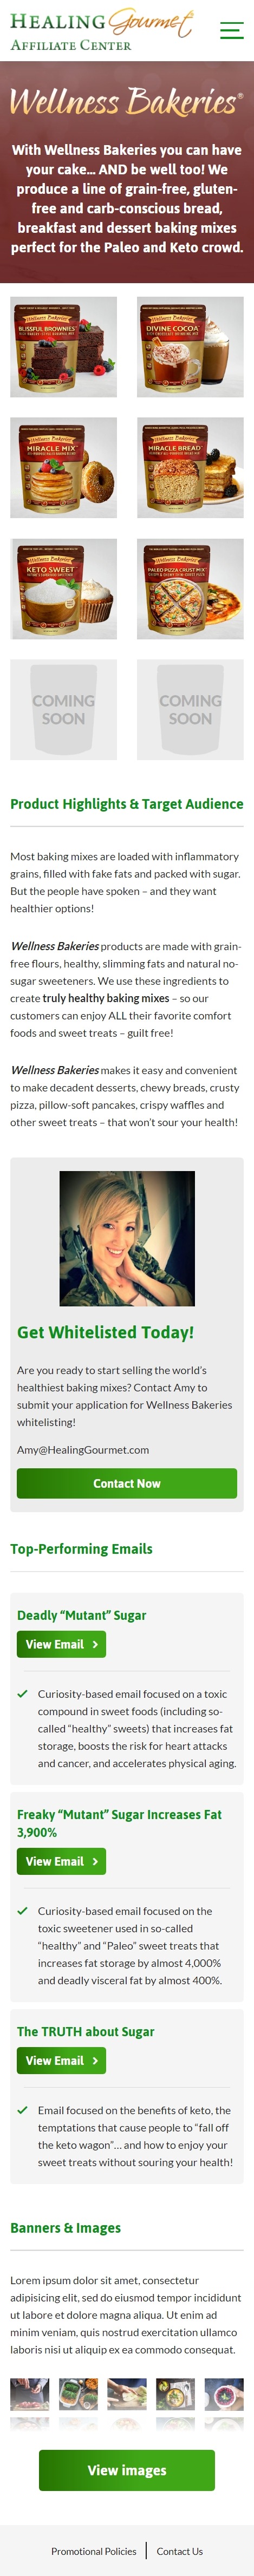 HEALING Gourmet
AFFILIATE CENTER
Wellness Bakeries®
With Wellness Bakeries you can have
your cake... AND be well too! We
produce a line of grain-free, gluten-
free and carb-conscious bread,
breakfast and dessert baking mixes
perfect for the Paleo and Keto crowd.
Wellness Bakeries
BLISSFUL BROWNIES
Wellness Bakeries
DIVINE COCOA
Wellness Bakeries
MIRACLE MIX
Wellness Bakeries
MIRACLE BREAD
Wellness Bakeries
KETO SWEET
Wellness Bakeries
PALEO PIZZA CRUST MIX
COMING
SOON
COMING
SOON
Product Highlights & Target Audience
Most baking mixes are loaded with inflammatory
grains, filled with fake fats and packed with sugar.
But the people have spoken – and they want
healthier options!
Wellness Bakeries products are made with grain-
free flours, healthy, slimming fats and natural no-
sugar sweeteners. We use these ingredients to
create truly healthy baking mixes – so our
customers can enjoy ALL their favorite comfort
foods and sweet treats – guilt free!
Wellness Bakeries makes it easy and convenient
to make decadent desserts, chewy breads, crusty
pizza, pillow-soft pancakes, crispy waffles and
other sweet treats – that won't sour your health!
Get Whitelisted Today!
Are you ready to start selling the world's
healthiest baking mixes? Contact Amy to
submit your application for Wellness Bakeries
whitelisting!
Amy@HealingGourmet.com
Contact Now
Top-Performing Emails
Deadly “Mutant” Sugar
View Email
Curiosity-based email focused on a toxic
compound in sweet foods (including so-
called “healthy” sweets) that increases fat
storage, boosts the risk for heart attacks
and cancer, and accelerates physical aging.
Freaky “Mutant” Sugar Increases Fat
3,900%
View Email
Curiosity-based email focused on the
toxic sweetener used in so-called
“healthy” and “Paleo” sweet treats that
increases fat storage by almost 4,000%
and deadly visceral fat by almost 400%.
The TRUTH about Sugar
View Email
Email focused on the benefits of keto, the
temptations that cause people to “fall off
the keto wagon”... and how to enjoy your
sweet treats without souring your health!
Banners & Images
Lorem ipsum dolor sit amet, consectetur
adipisicing elit, sed do eiusmod tempor incididunt
ut labore et dolore magna aliqua. Ut enim ad
minim veniam, quis nostrud exercitation ullamco
laboris nisi ut aliquip ex ea commodo consequat.
View images
Promotional Policies
Contact Us